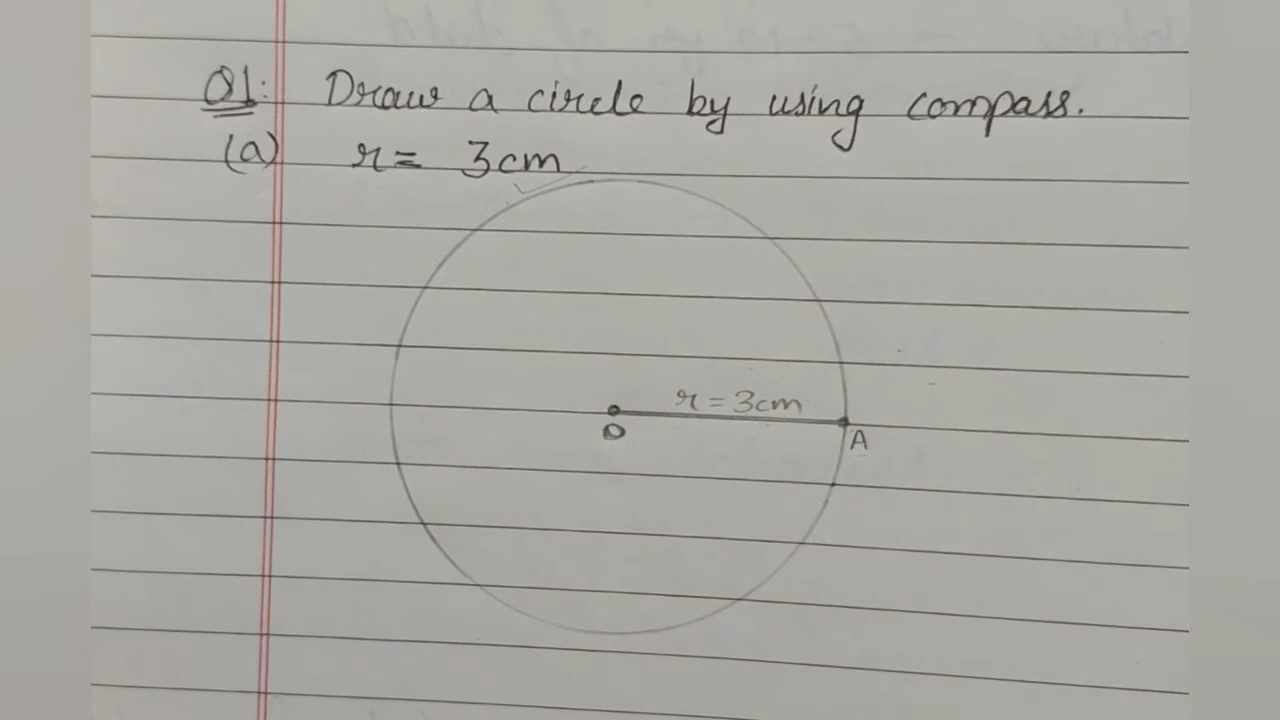 Q1: Draw a circle by using compass.
(a) r = 3cm
r = 3cm
O
A